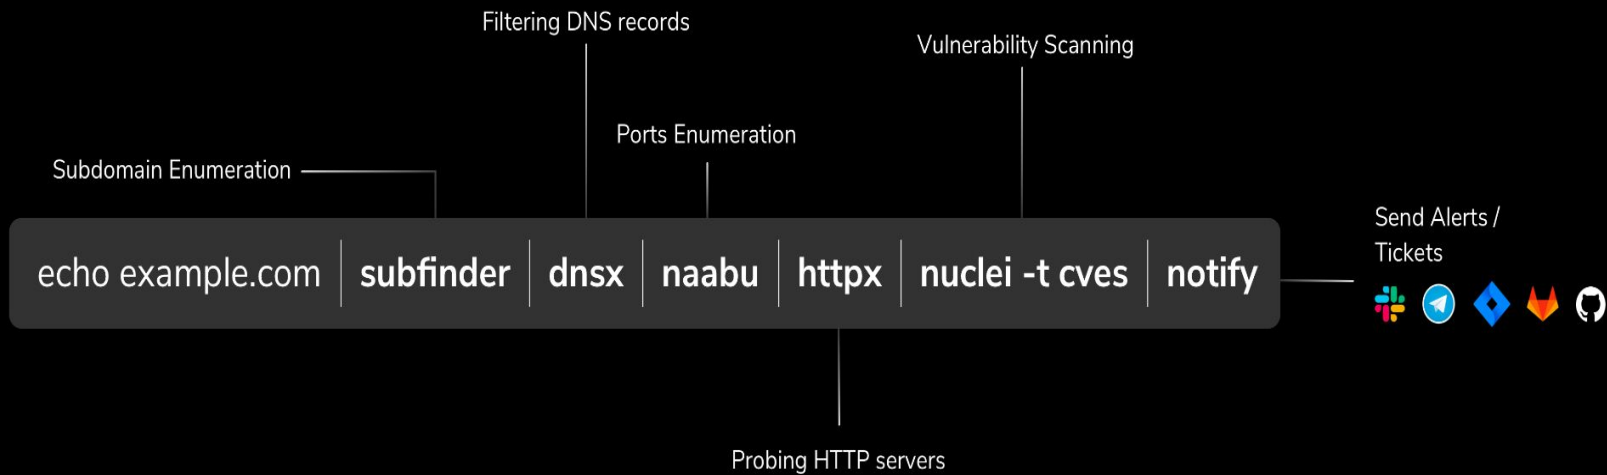 Filtering DNS records
Vulnerability Scanning
Ports Enumeration
Subdomain Enumeration
Send Alerts /
Tickets
echo example.com | subfinder | dnsx | naabu | httpx | nuclei -t cves | notify
Probing HTTP servers